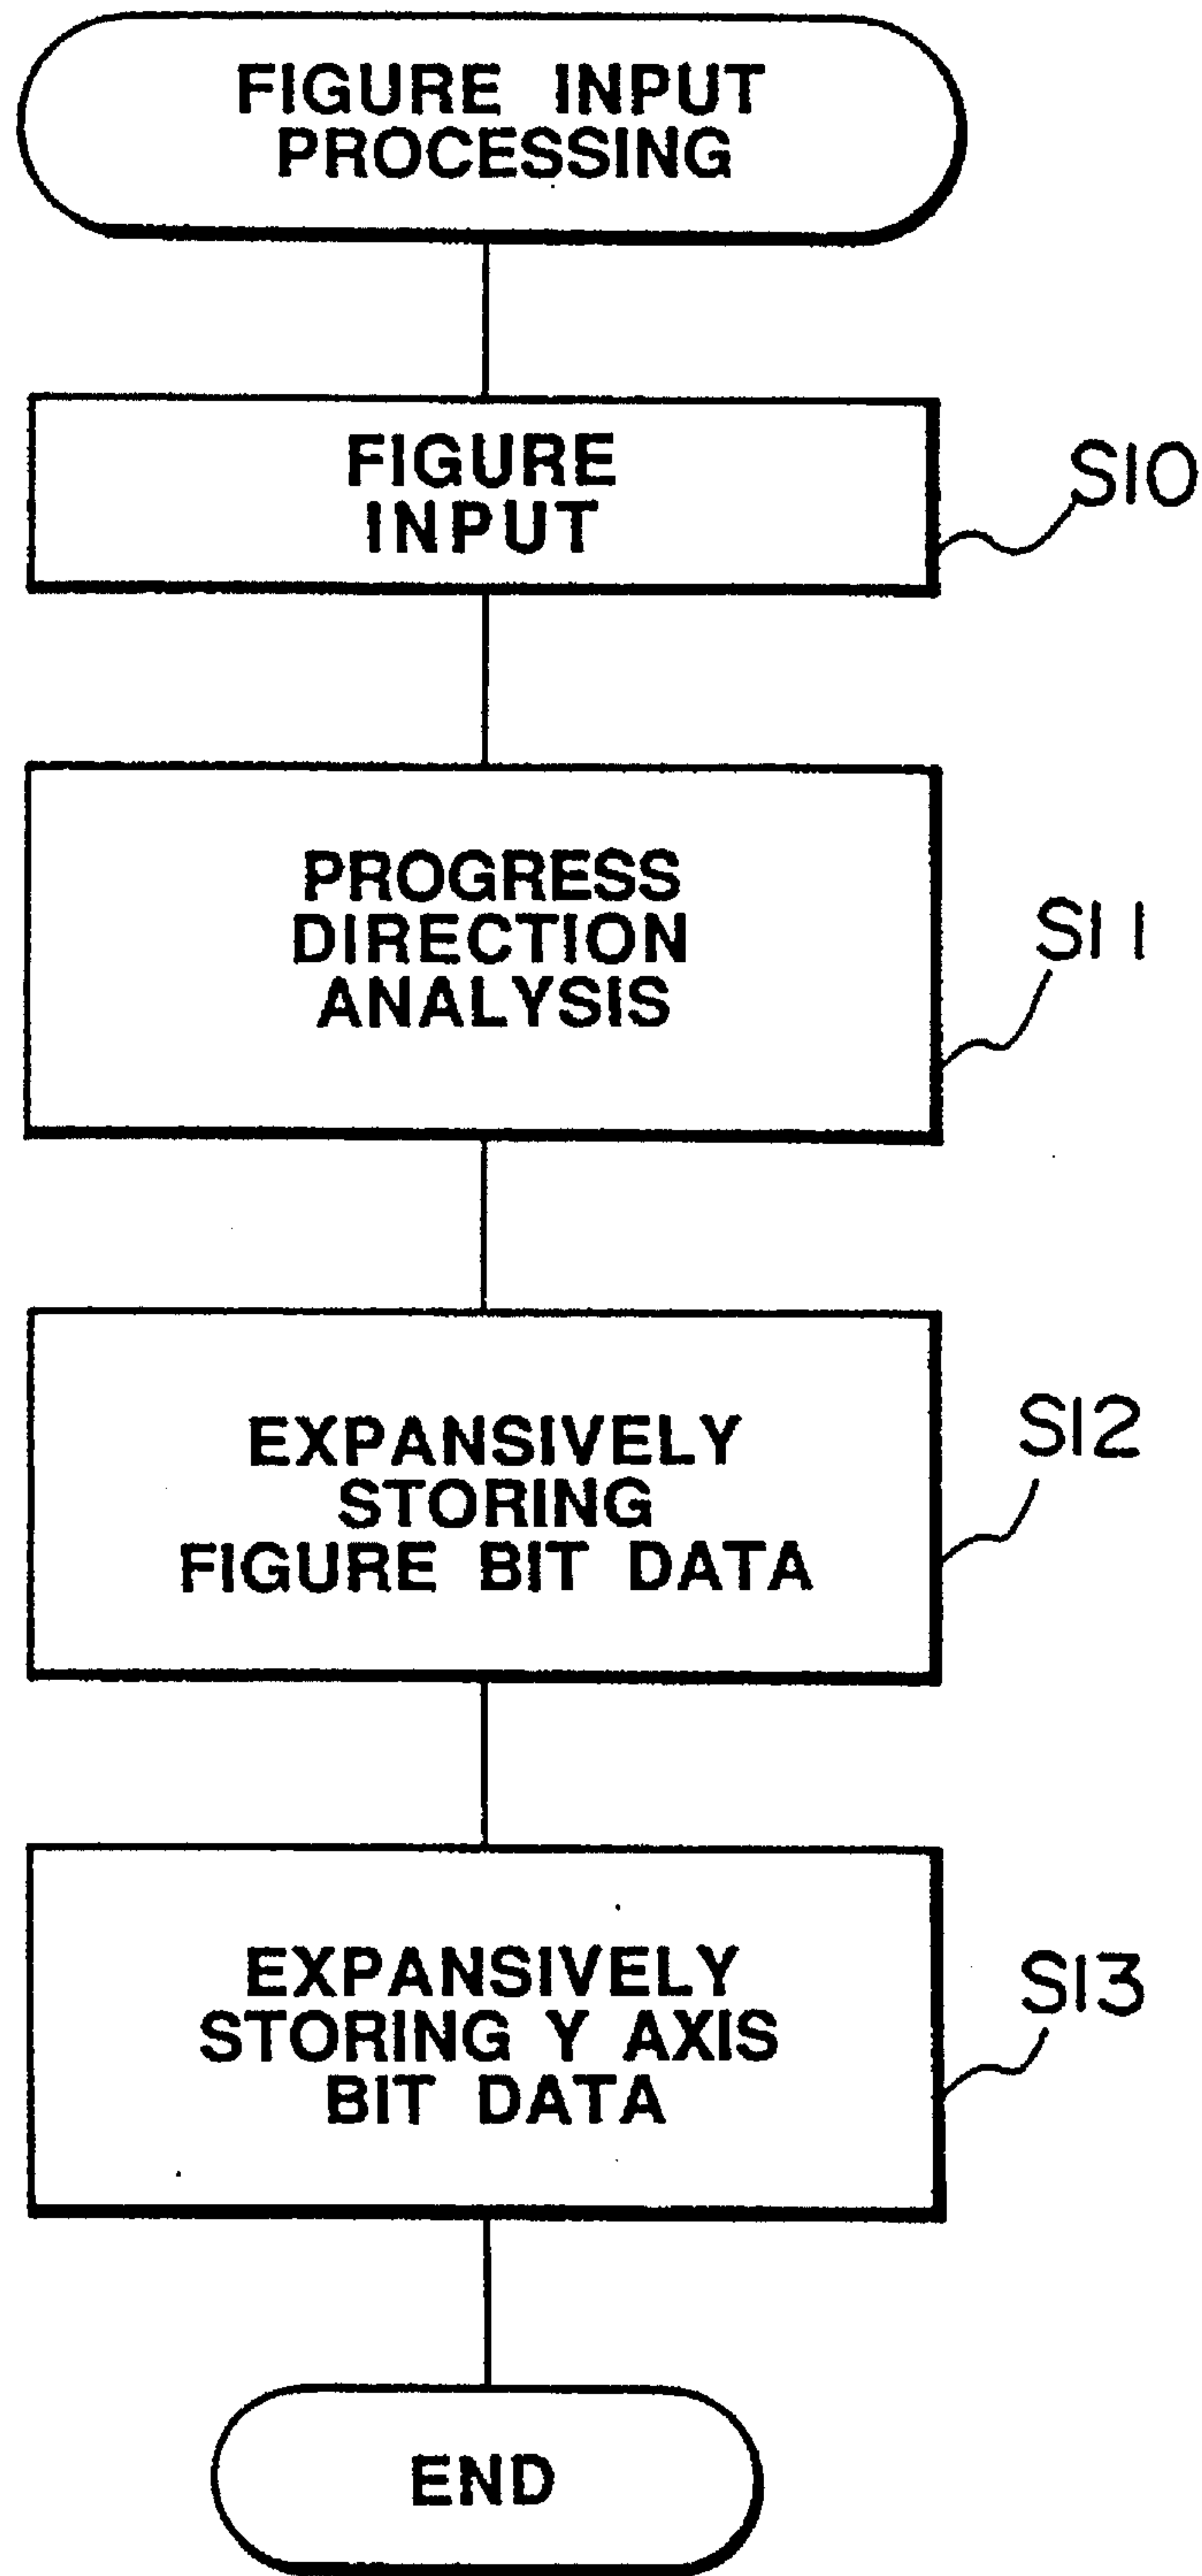 FIGURE INPUT
PROCESSING
FIGURE
INPUT
S10
PROGRESS
DIRECTION
ANALYSIS
S11
EXPANSIVELY
STORING
FIGURE BIT DATA
S12
EXPANSIVELY
STORING Y AXIS
BIT DATA
S13
END